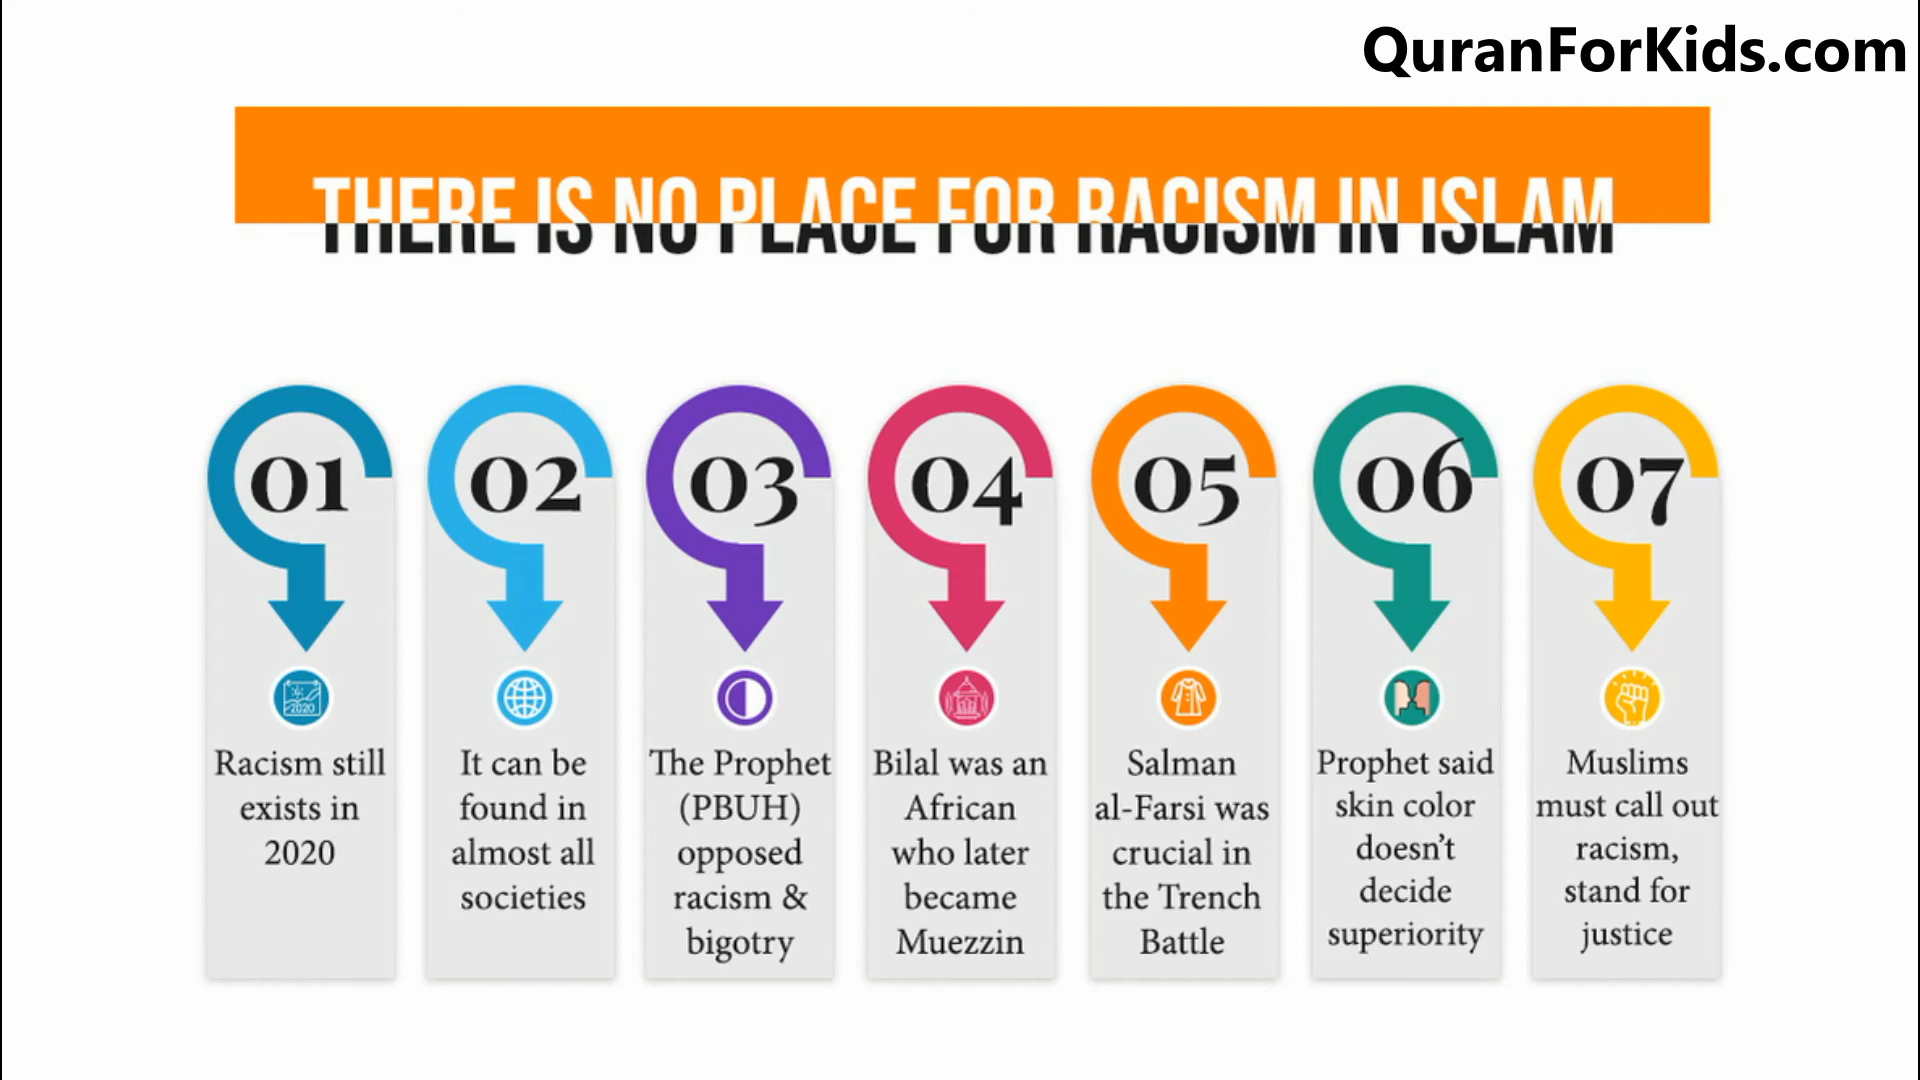 QuranForKids.com
THERE IS NO PLACE FOR RACISM IN ISLAM
01
Racism still
exists in
2020
02
It can be
found in
almost all
societies
03
The Prophet
(PBUH)
opposed
racism &
bigotry
04
Bilal was an
African
who later
became
Muezzin
05
Salman
al-Farsi was
crucial in
the Trench
Battle
06
Prophet said
skin color
doesn't
decide
superiority
07
Muslims
must call out
racism,
stand for
justice
2020